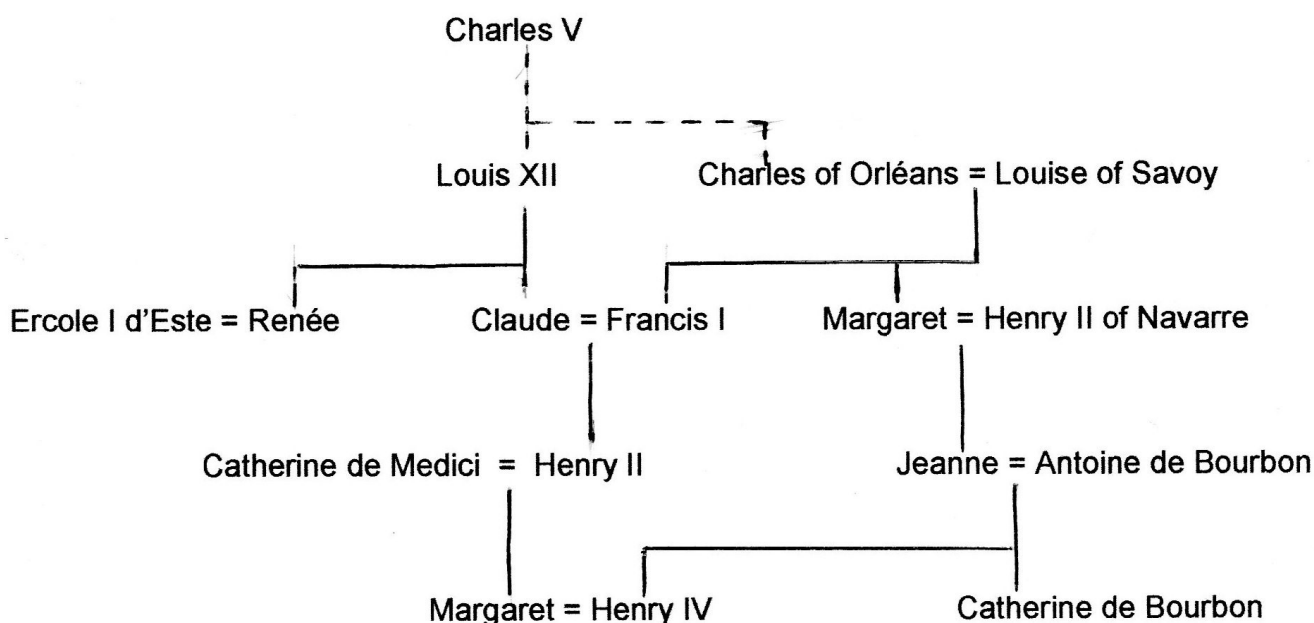 Charles V
Louis XII Charles of Orléans = Louise of Savoy
Ercole I d'Este = Renée Claude = Francis I Margaret = Henry II of Navarre
Catherine de Medici = Henry II Jeanne = Antoine de Bourbon
Margaret = Henry IV Catherine de Bourbon